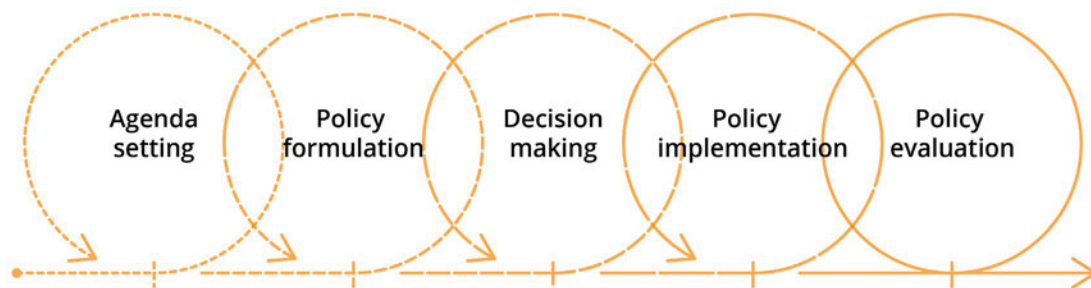 Agenda
setting
Policy
formulation
Decision
making
Policy
implementation
Policy
evaluation